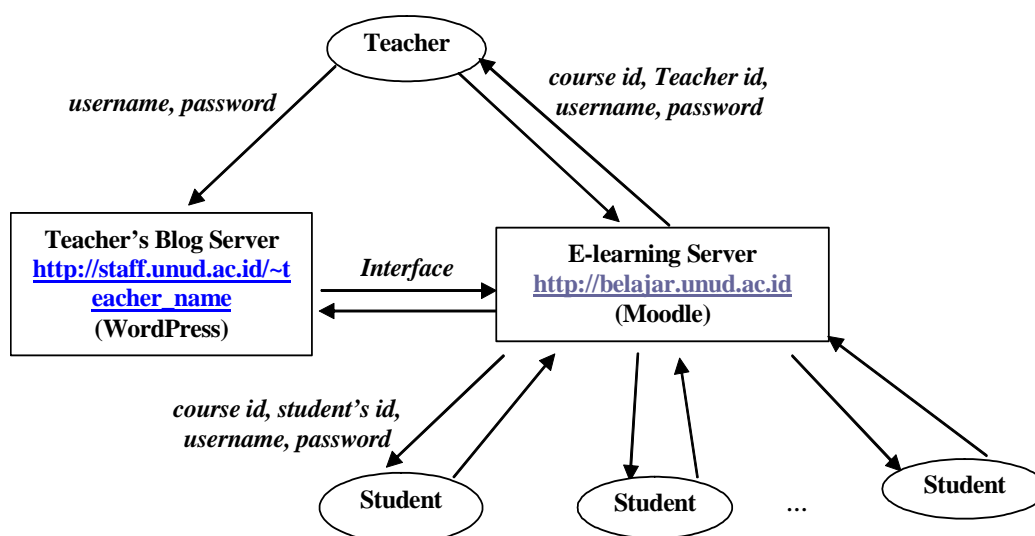 Teacher
course id, Teacher id,
username, password
username, password
Teacher’s Blog Server
http://staff.unud.ac.id/~t
eacher_name
(WordPress)
Interface
E-learning Server
http://belajar.unud.ac.id
(Moodle)
course id, student’s id,
username, password
Student
Student
...
Student